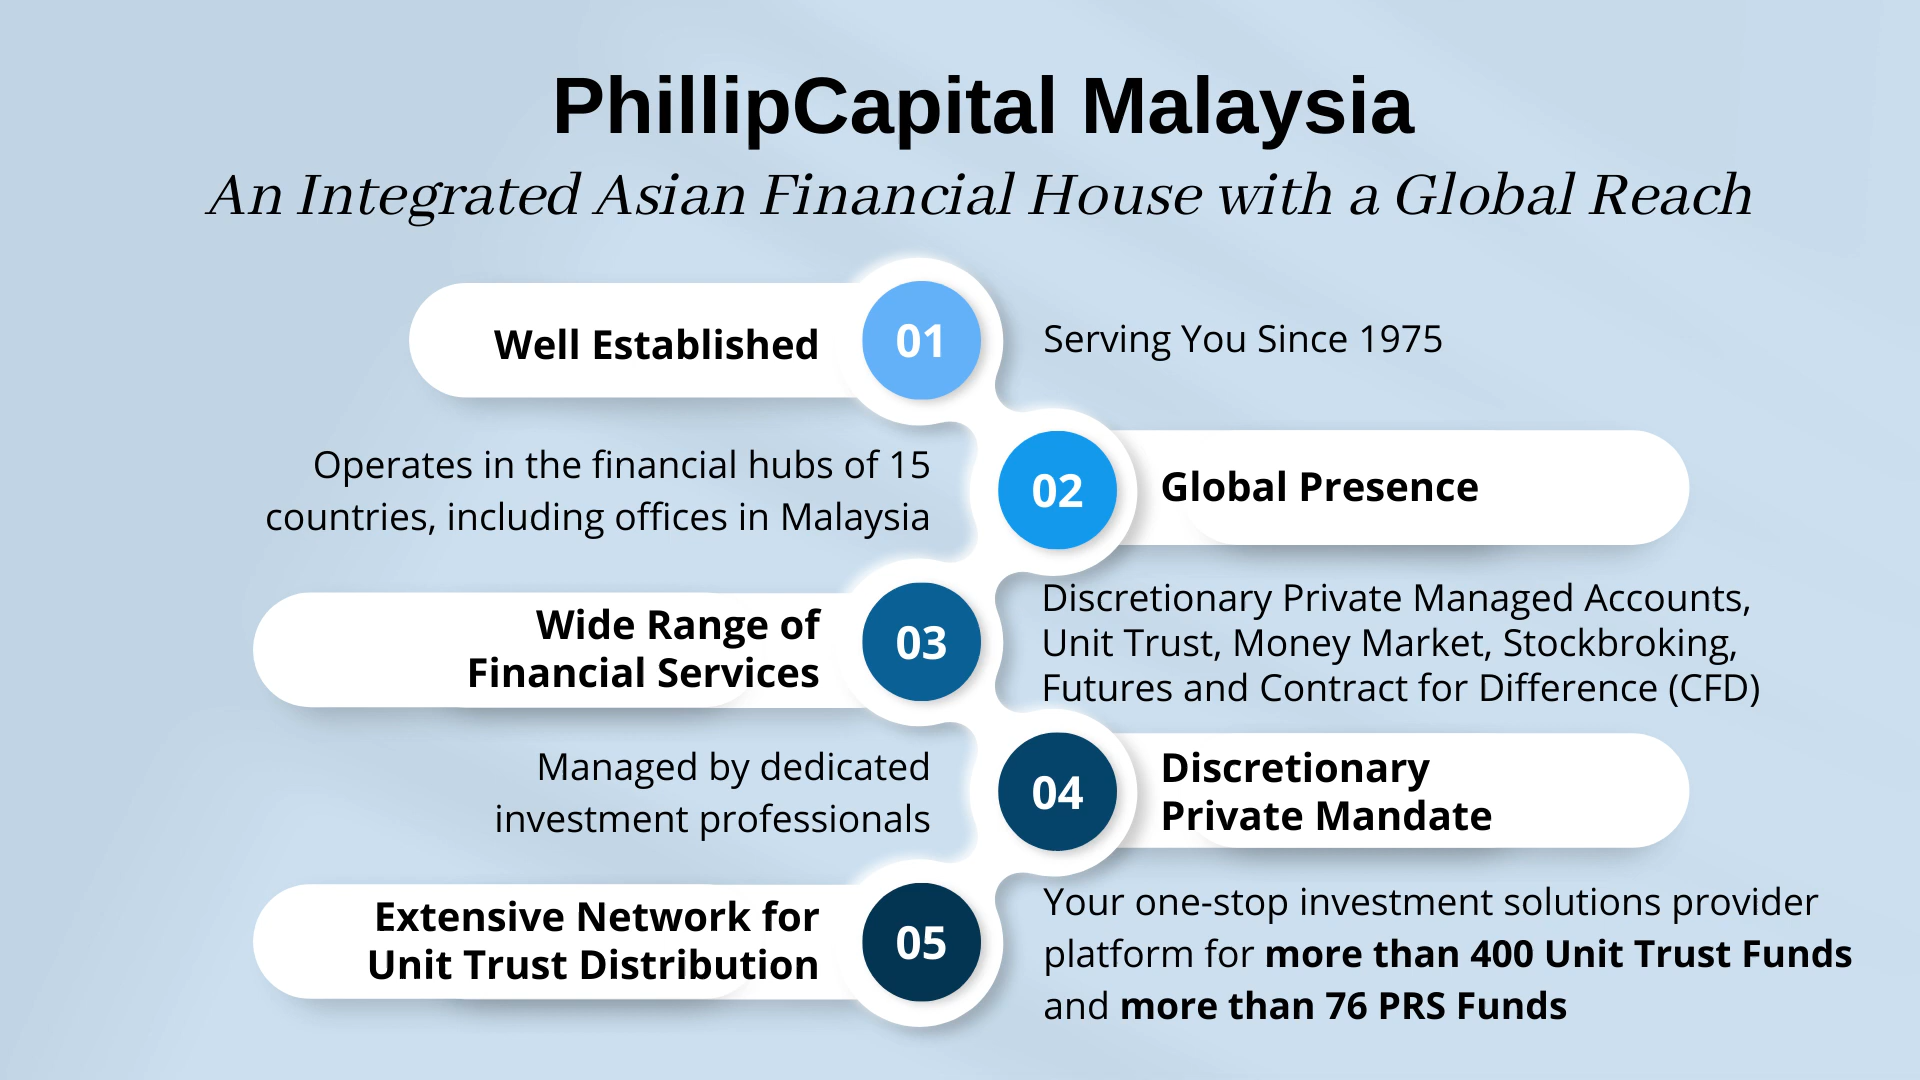 PhillipCapital Malaysia
An Integrated Asian Financial House with a Global Reach
Well Established
01
Serving You Since 1975
Operates in the financial hubs of 15
countries, including offices in Malaysia
02
Global Presence
Wide Range of
Financial Services
03
Discretionary Private Managed Accounts,
Unit Trust, Money Market, Stockbroking,
Futures and Contract for Difference (CFD)
Managed by dedicated
investment professionals
04
Discretionary
Private Mandate
Extensive Network for
Unit Trust Distribution
05
Your one-stop investment solutions provider
platform for more than 400 Unit Trust Funds
and more than 76 PRS Funds